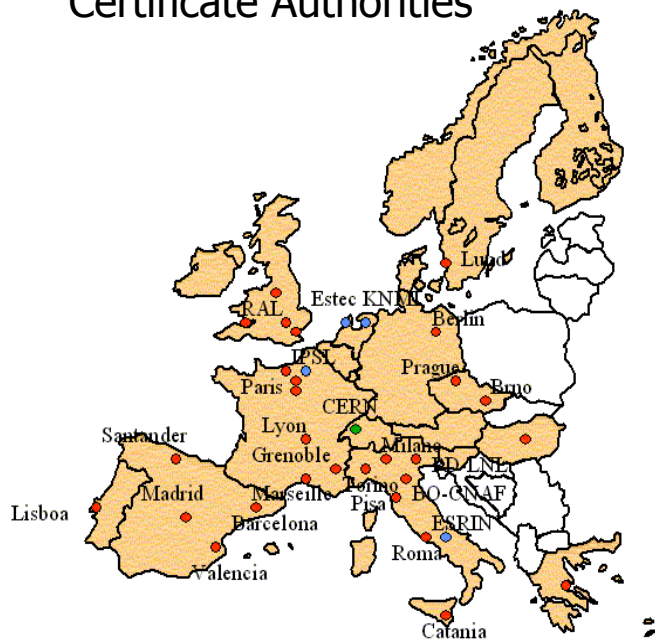 Certificate Authorities
Lund
Estec KNMI
RAL
Berlin
IPSL
Prague
Paris
Brno
CERN
Lyon
Santander
Milano
Grenoble
PD-LNL
Torino
Madrid
Marseille
BO-CNAF
Pisa
Lisboa
Barcelona
ESRIN
Roma
Valencia
Catania